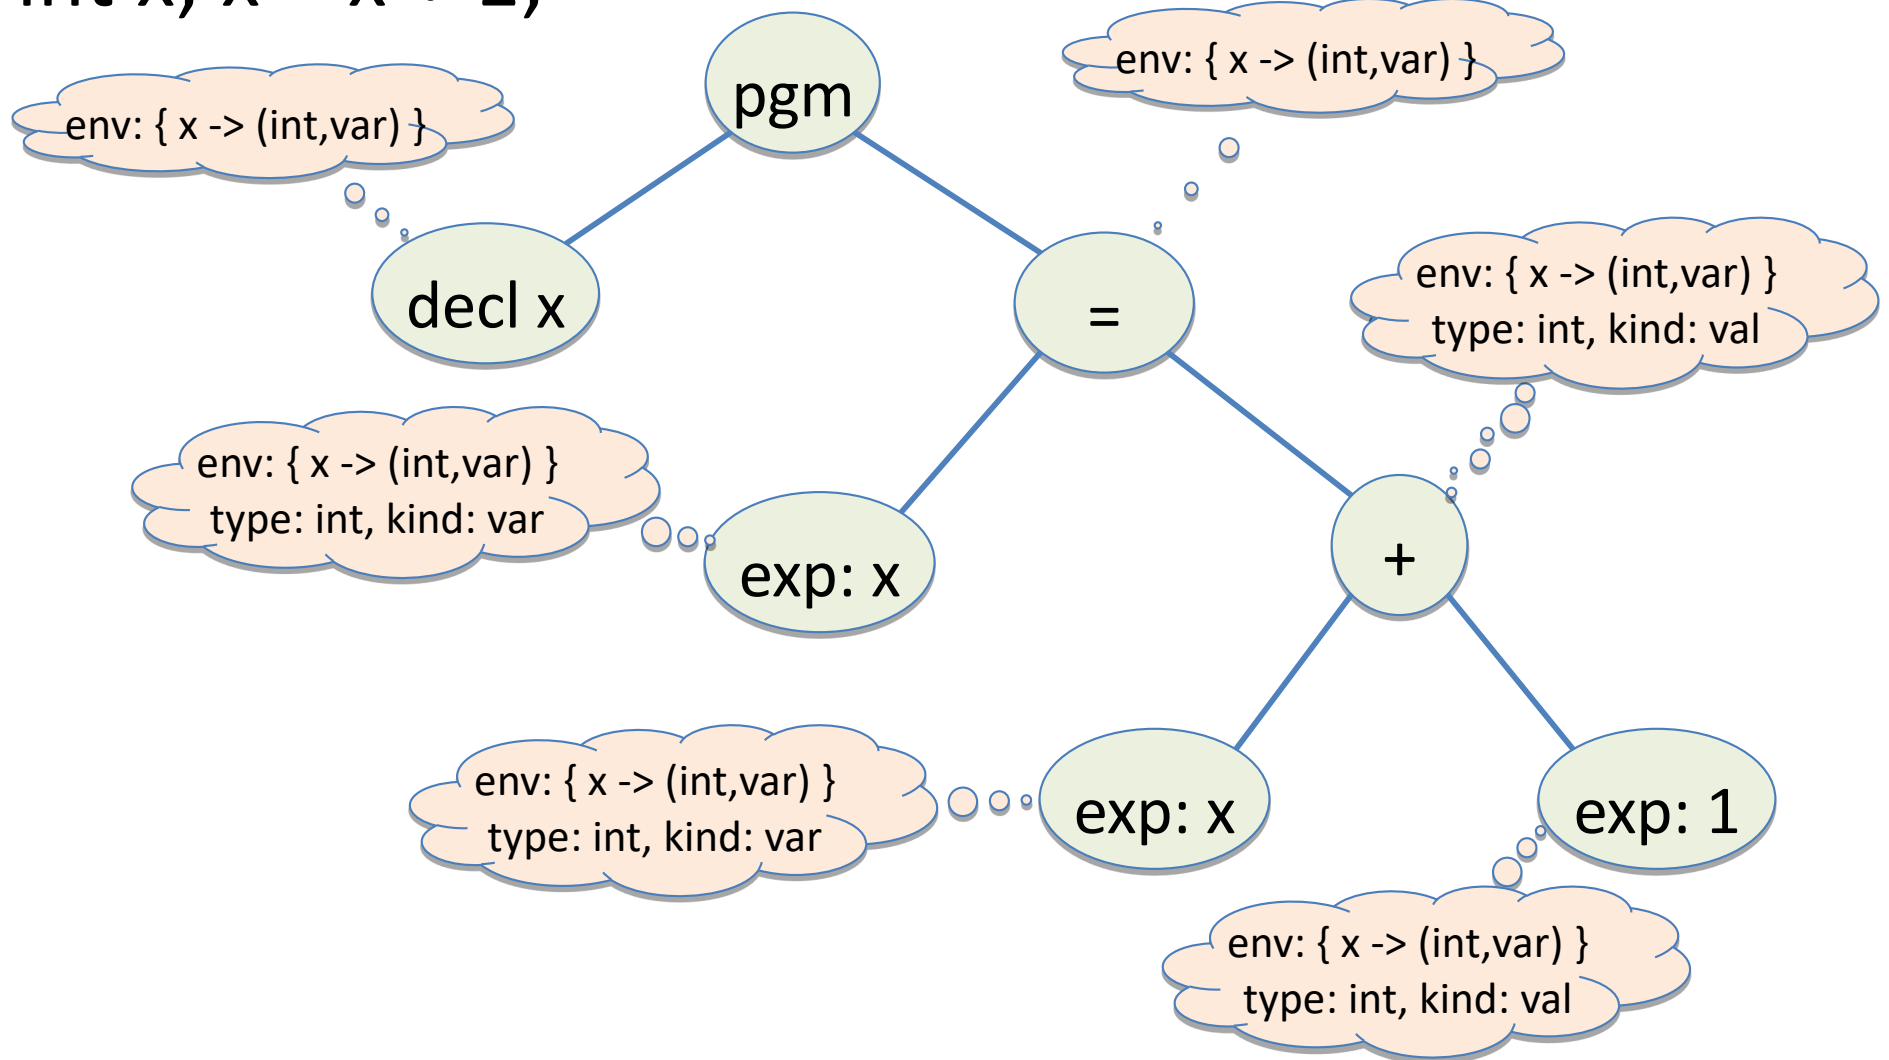 int x; x = x + 1;
pgm
env: { x -> (int,var) }
env: { x -> (int,var) }
decl x
=
env: { x -> (int,var) }
type: int, kind: val
env: { x -> (int,var) }
type: int, kind: var
exp: x
+
env: { x -> (int,var) }
type: int, kind: var
exp: x
exp: 1
env: { x -> (int,var) }
type: int, kind: val